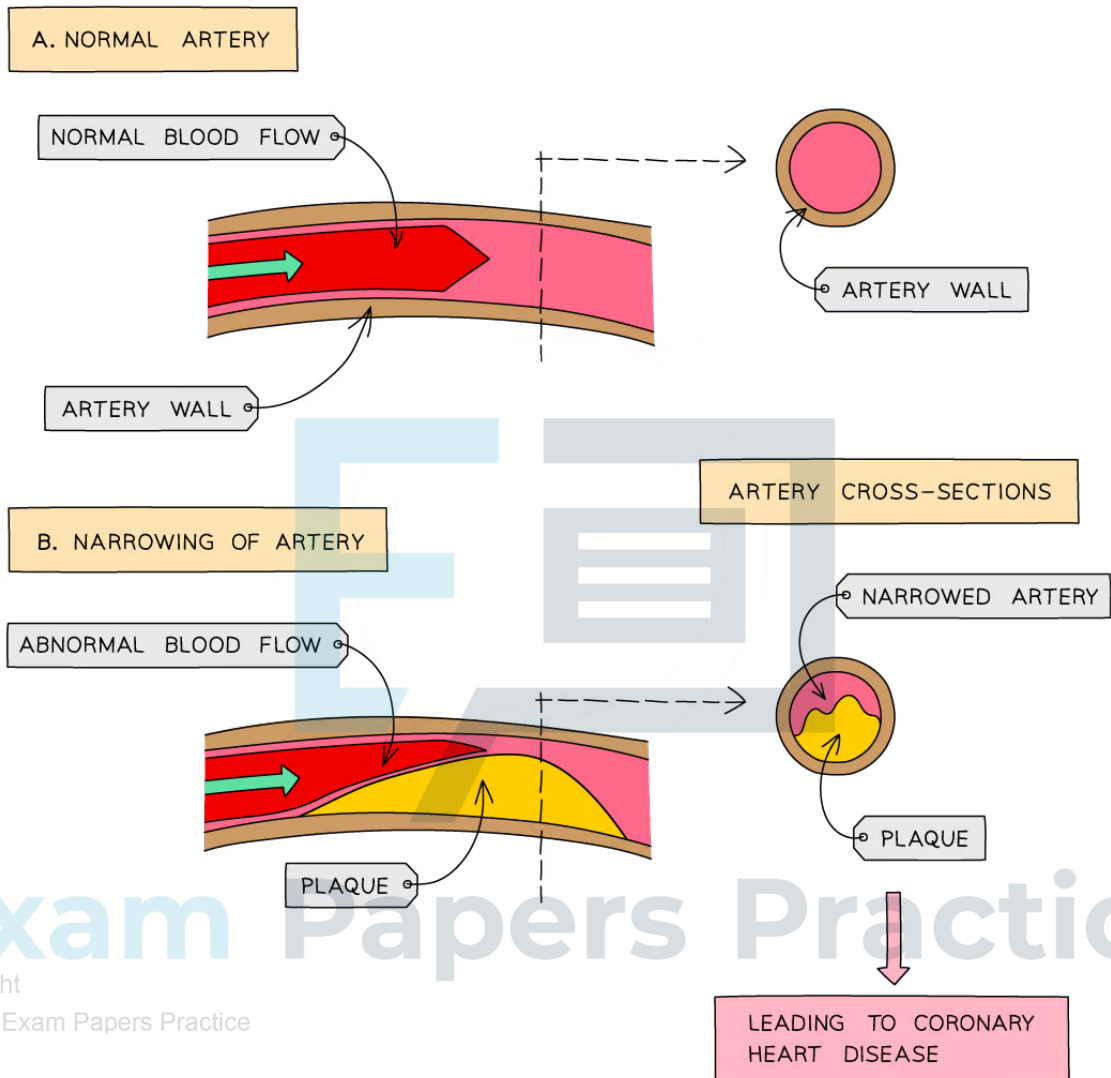 A. NORMAL ARTERY
NORMAL BLOOD FLOW
ARTERY WALL
ARTERY WALL
ARTERY CROSS-SECTIONS
B. NARROWING OF ARTERY
NARROWED ARTERY
ABNORMAL BLOOD FLOW
PLAQUE
PLAQUE
xam Papers Practic
ht
Exam Papers Practice
LEADING TO CORONARY
HEART DISEASE